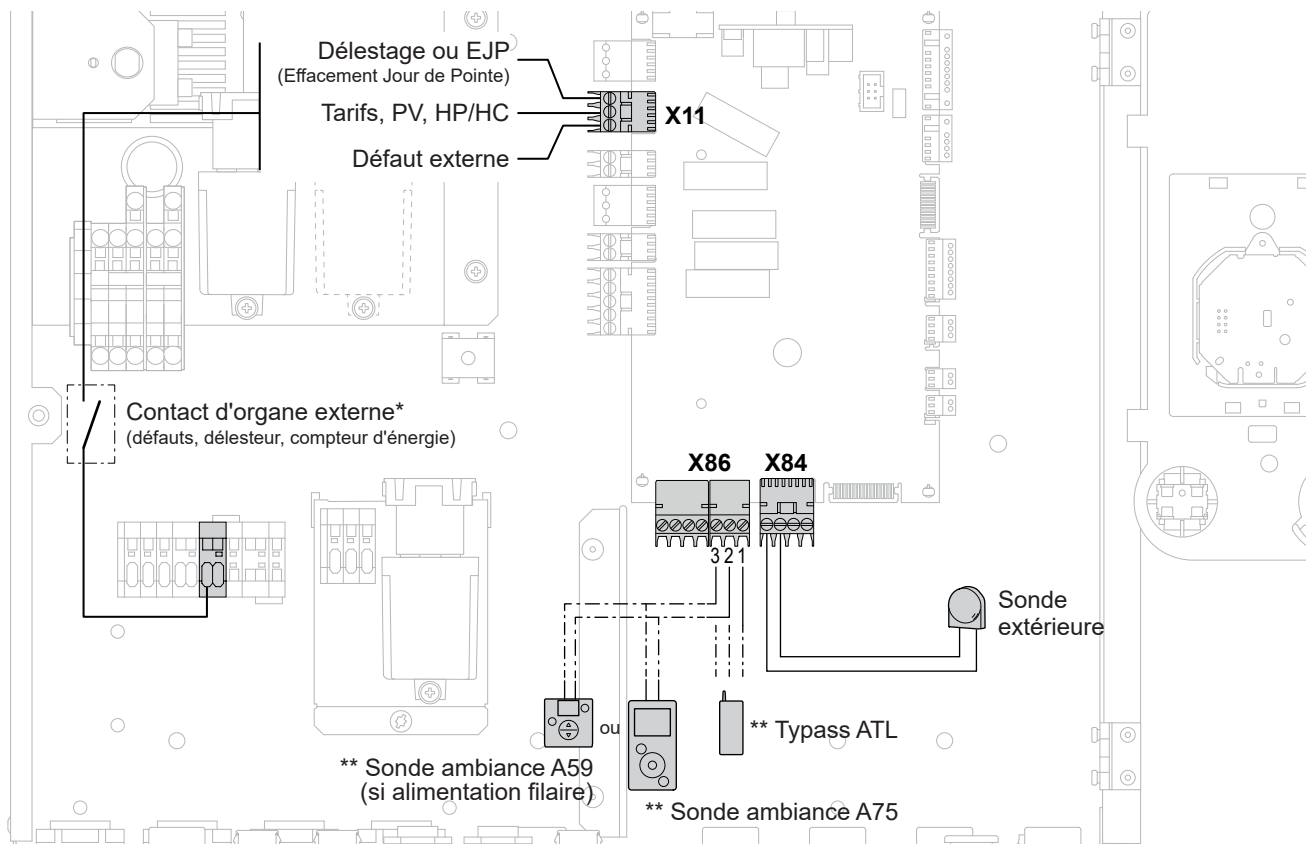 Délestage ou EJP
(Effacement Jour de Pointe)
Tarifs, PV, HP/HC
X11
Défaut externe
Contact d'organe externe*
(défauts, délesteur, compteur d'énergie)
X86
X84
3 2 1
Sonde
extérieure
ou
** Typass ATL
** Sonde ambiance A59
(si alimentation filaire)
** Sonde ambiance A75